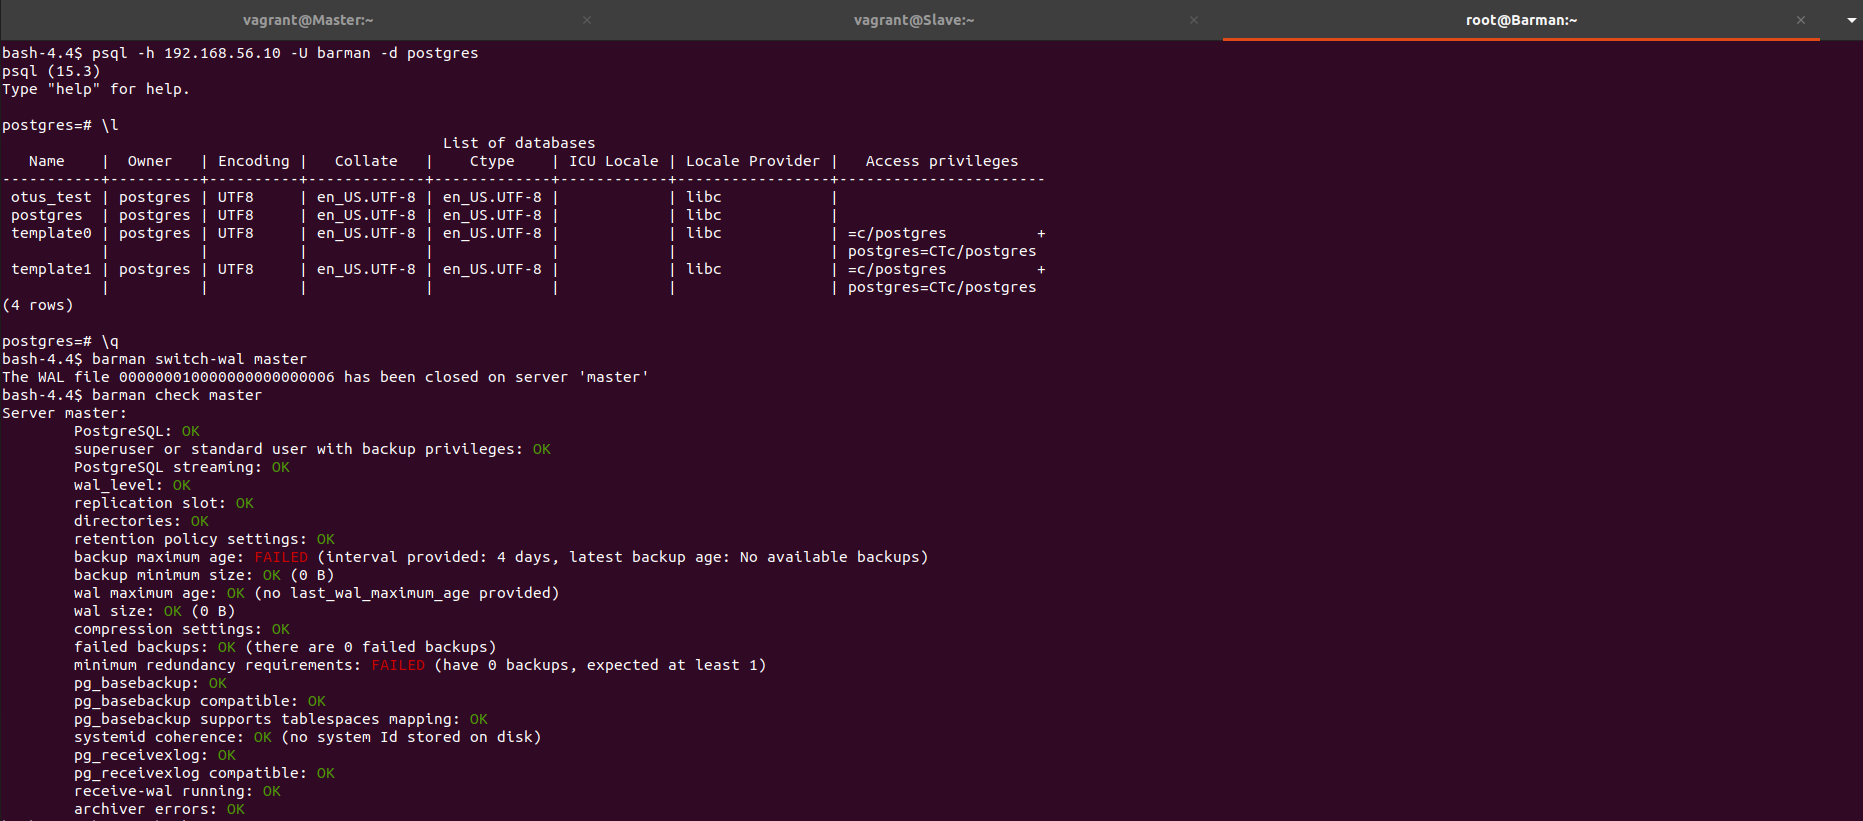 vagrant@Master:~ × vagrant@Slave:~ × root@Barman:~ ×
bash-4.4$ psql -h 192.168.56.10 -U barman -d postgres
psql (15.3)
Type "help" for help.
postgres=# \l
                                                 List of databases
   Name    |  Owner   | Encoding |   Collate   |    Ctype    | ICU Locale | Locale Provider |   Access privileges
-----------+----------+----------+-------------+-------------+------------+-----------------+-----------------------
 otus_test | postgres | UTF8     | en_US.UTF-8 | en_US.UTF-8 |            | libc            |
 postgres  | postgres | UTF8     | en_US.UTF-8 | en_US.UTF-8 |            | libc            |
 template0 | postgres | UTF8     | en_US.UTF-8 | en_US.UTF-8 |            | libc            | =c/postgres          +
           |          |          |             |             |            |                 | postgres=CTc/postgres
 template1 | postgres | UTF8     | en_US.UTF-8 | en_US.UTF-8 |            | libc            | =c/postgres          +
           |          |          |             |             |            |                 | postgres=CTc/postgres
(4 rows)
postgres=# \q
bash-4.4$ barman switch-wal master
The WAL file 000000010000000000000006 has been closed on server 'master'
bash-4.4$ barman check master
Server master:
        PostgreSQL: OK
        superuser or standard user with backup privileges: OK
        PostgreSQL streaming: OK
        wal_level: OK
        replication slot: OK
        directories: OK
        retention policy settings: OK
        backup maximum age: FAILED (interval provided: 4 days, latest backup age: No available backups)
        backup minimum size: OK (0 B)
        wal maximum age: OK (no last_wal_maximum_age provided)
        wal size: OK (0 B)
        compression settings: OK
        failed backups: OK (there are 0 failed backups)
        minimum redundancy requirements: FAILED (have 0 backups, expected at least 1)
        pg_basebackup: OK
        pg_basebackup compatible: OK
        pg_basebackup supports tablespaces mapping: OK
        systemid coherence: OK (no system Id stored on disk)
        pg_receivexlog: OK
        pg_receivexlog compatible: OK
        receive-wal running: OK
        archiver errors: OK